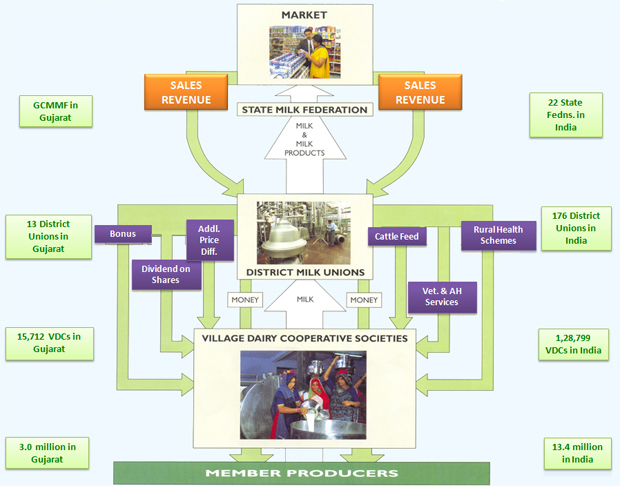 MARKET
SALES
REVENUE
SALES
REVENUE
GCMMF in
Gujarat
STATE MILK FEDERATION
22 State
Fedns. in
India
MILK
&
MILK
PRODUCTS
13 District
Unions in
Gujarat
Bonus
Dividend on
Shares
Addl.
Price
Diff.
DISTRICT MILK UNIONS
Cattle Feed
Vet. & AH
Services
Rural Health
Schemes
176 District
Unions in
India
MONEY
MILK
MONEY
15,712 VDCs in
Gujarat
VILLAGE DAIRY COOPERATIVE SOCIETIES
1,28,799
VDCs in India
3.0 million in
Gujarat
13.4 million
in India
MEMBER PRODUCERS